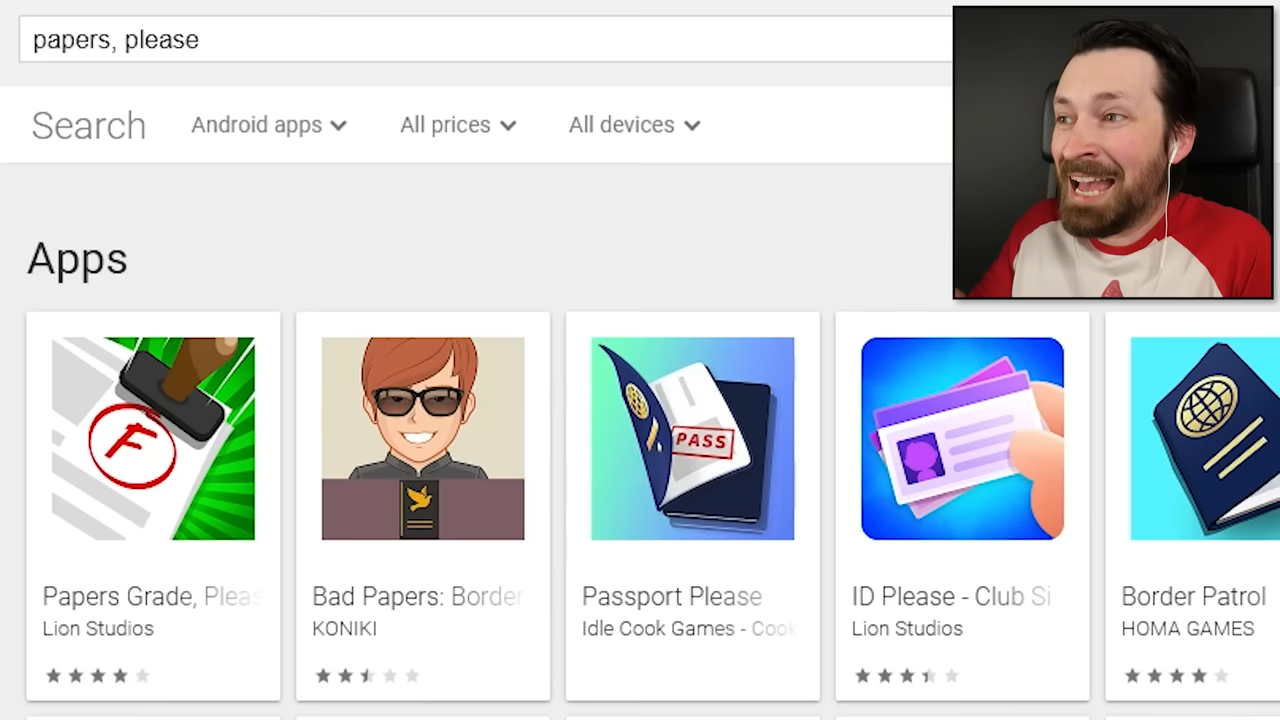 papers, please
Search
Android apps
All prices
All devices
Apps
F
PASS
Papers Grade, Pleas
Bad Papers: Border
Passport Please
ID Please - Club Si
Border Patrol
Lion Studios
KONIKI
Idle Cook Games - Cook
Lion Studios
HOMA GAMES